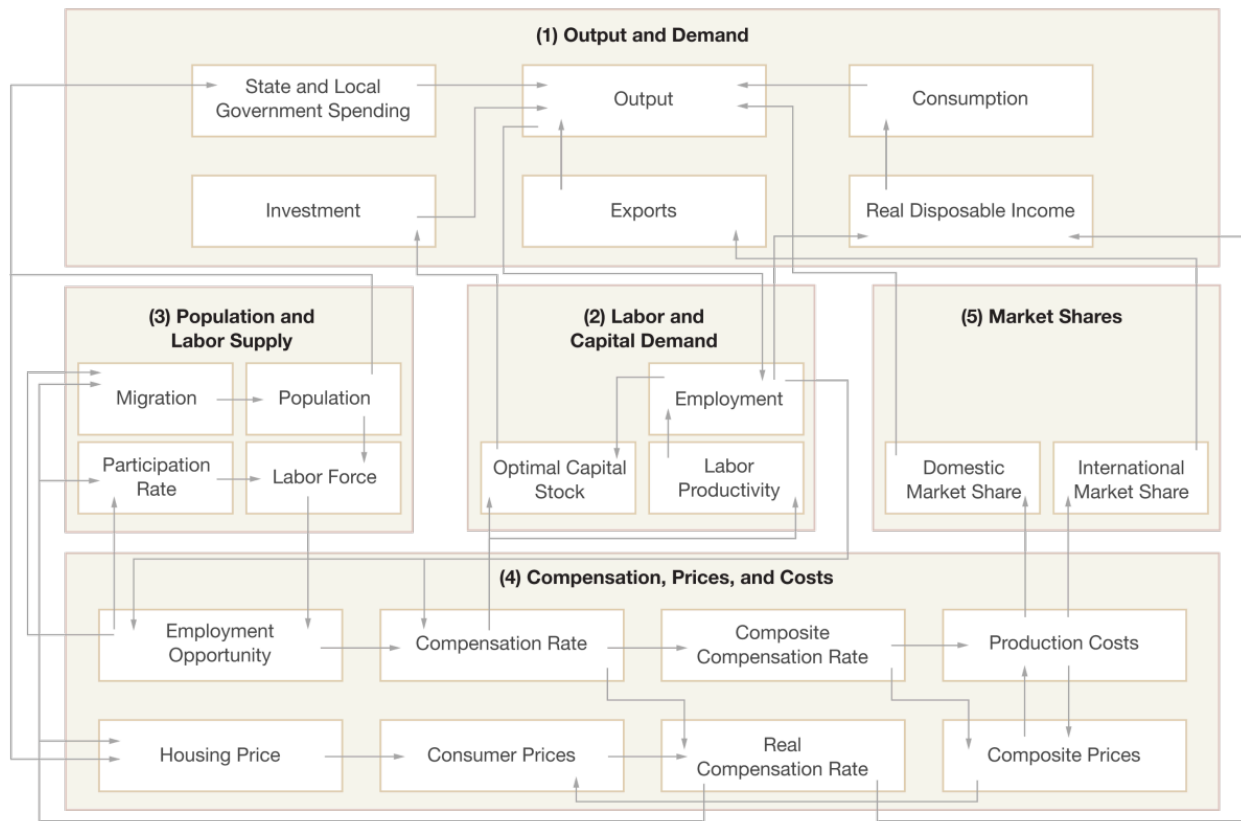 (1) Output and Demand
State and Local
Government Spending
Output
Consumption
Investment
Exports
Real Disposable Income
(3) Population and
Labor Supply
Migration
Population
Participation
Rate
Labor Force
(2) Labor and
Capital Demand
Employment
Optimal Capital
Stock
Labor
Productivity
(5) Market Shares
Domestic
Market Share
International
Market Share
(4) Compensation, Prices, and Costs
Employment
Opportunity
Compensation Rate
Composite
Compensation Rate
Production Costs
Housing Price
Consumer Prices
Real
Compensation Rate
Composite Prices